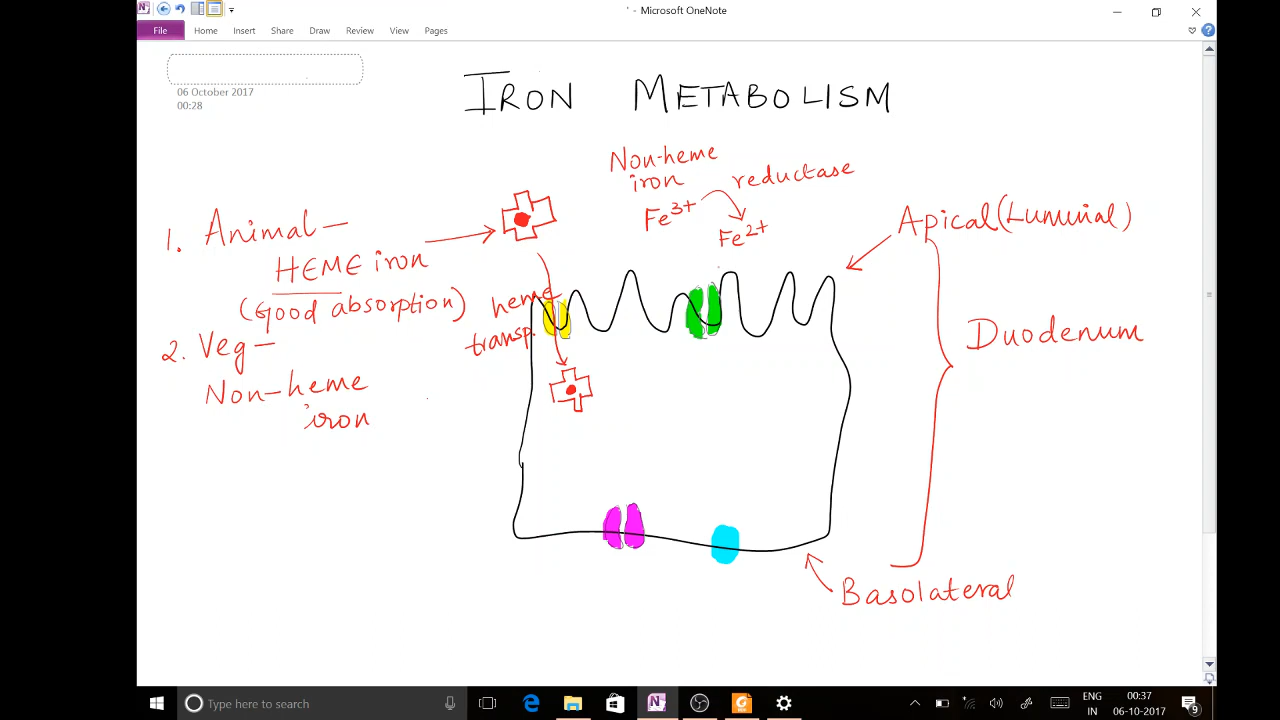 ' - Microsoft OneNote
File Home Insert Share Draw Review View Pages
06 October 2017
00:28
IRON METABOLISM
1. Animal -
HEME iron
(Good absorption)
2. Veg -
Non-heme
iron
heme
transp.
Non-heme
iron
reductase
Fe3+
Fe2+
Apical (Luminal)
Duodenum
Basolateral
Type here to search
ENG
IN
00:37
06-10-2017
9